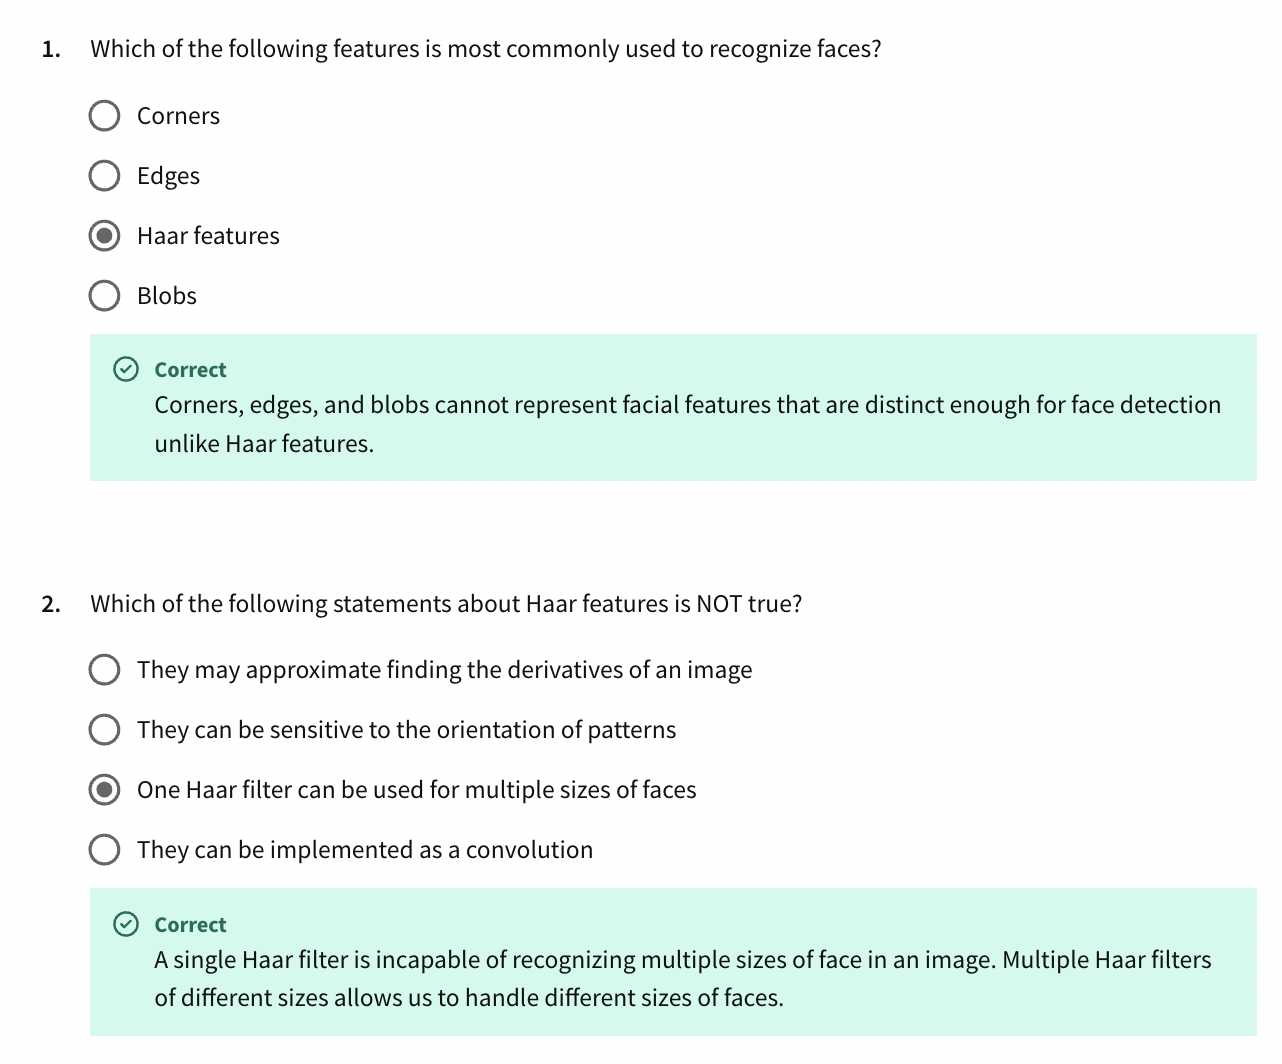 1. Which of the following features is most commonly used to recognize faces?
Corners
Edges
Haar features
Blobs
Correct
Corners, edges, and blobs cannot represent facial features that are distinct enough for face detection
unlike Haar features.
2. Which of the following statements about Haar features is NOT true?
They may approximate finding the derivatives of an image
They can be sensitive to the orientation of patterns
One Haar filter can be used for multiple sizes of faces
They can be implemented as a convolution
Correct
A single Haar filter is incapable of recognizing multiple sizes of face in an image. Multiple Haar filters
of different sizes allows us to handle different sizes of faces.